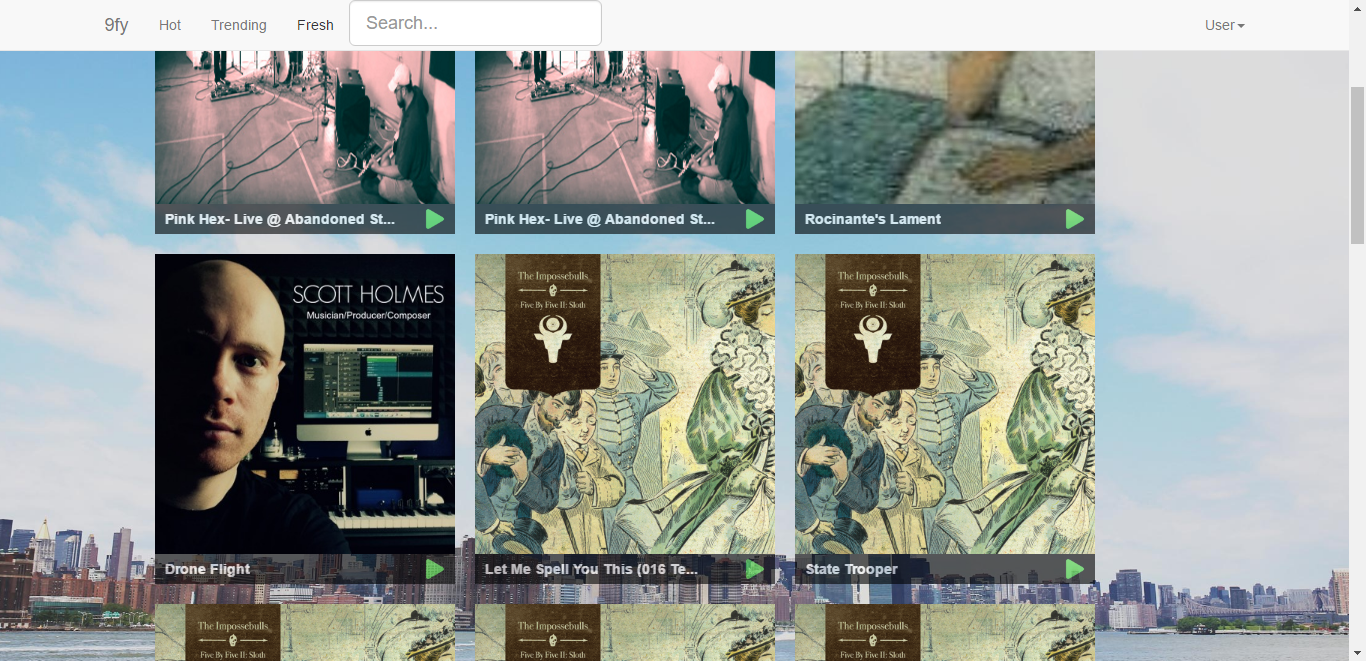 9fy Hot Trending Fresh Search... User
Pink Hex- Live @ Abandoned St... Pink Hex- Live @ Abandoned St... Rocinante's Lament
SCOTT HOLMES
Musician/Producer/Composer
The Impossebulls
Five By Five II: Sloth
The Impossebulls
Five By Five II: Sloth
Drone Flight Let Me Spell You This (016 Te... State Trooper
The Impossebulls
Five By Five II: Sloth
The Impossebulls
Five By Five II: Sloth
The Impossebulls
Five By Five II: Sloth